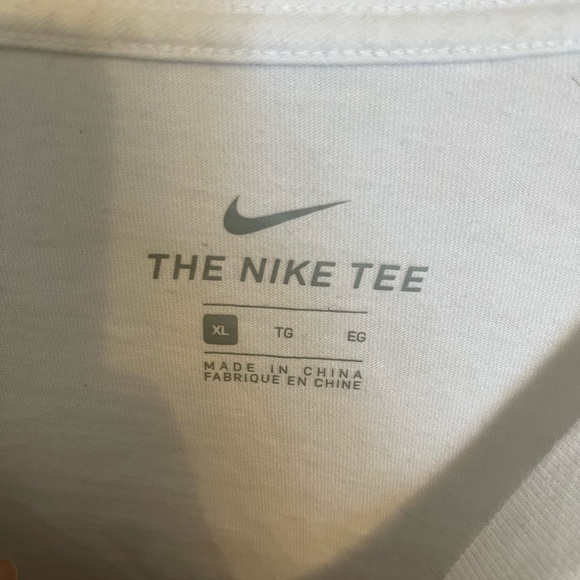 THE NIKE TEE
XL TG EG
MADE IN CHINA
FABRIQUE EN CHINE